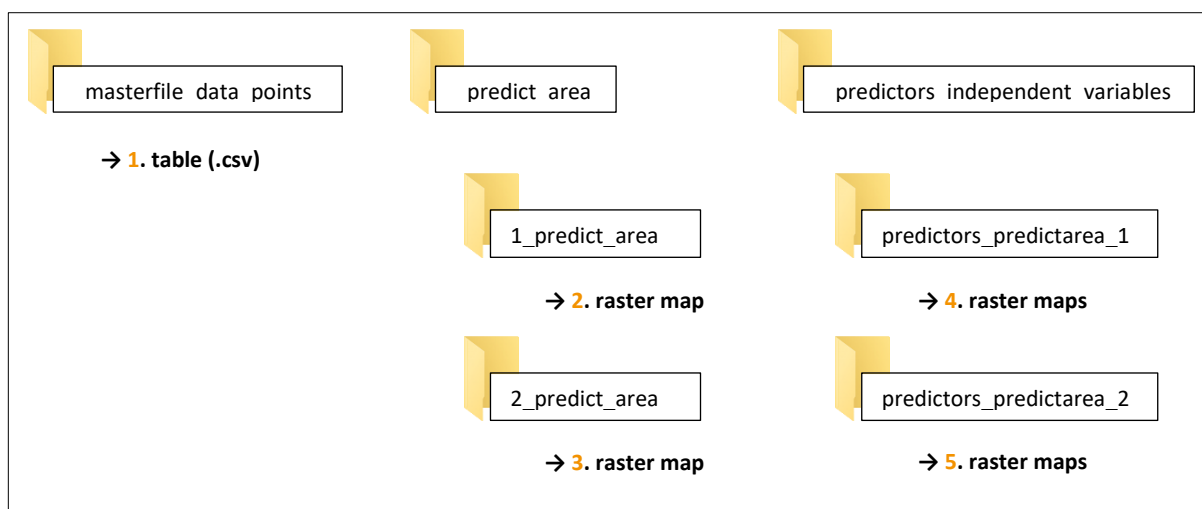 masterfile data points
predict area
predictors independent variables
→ 1. table (.csv)
1_predict_area
predictors_predictarea_1
→ 2. raster map
→ 4. raster maps
2_predict_area
predictors_predictarea_2
→ 3. raster map
→ 5. raster maps